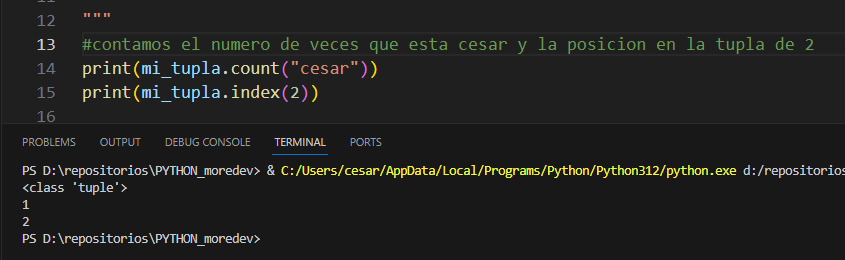 12 """
13 #contamos el numero de veces que esta cesar y la posicion en la tupla de 2
14 print(mi_tupla.count("cesar"))
15 print(mi_tupla.index(2))
16
PROBLEMS OUTPUT DEBUG CONSOLE TERMINAL PORTS
PS D:\repositorios\PYTHON_moredev> & C:/Users/cesar/AppData/Local/Programs/Python/Python312/python.exe d:/repositorios
<class 'tuple'>
1
2
PS D:\repositorios\PYTHON_moredev>